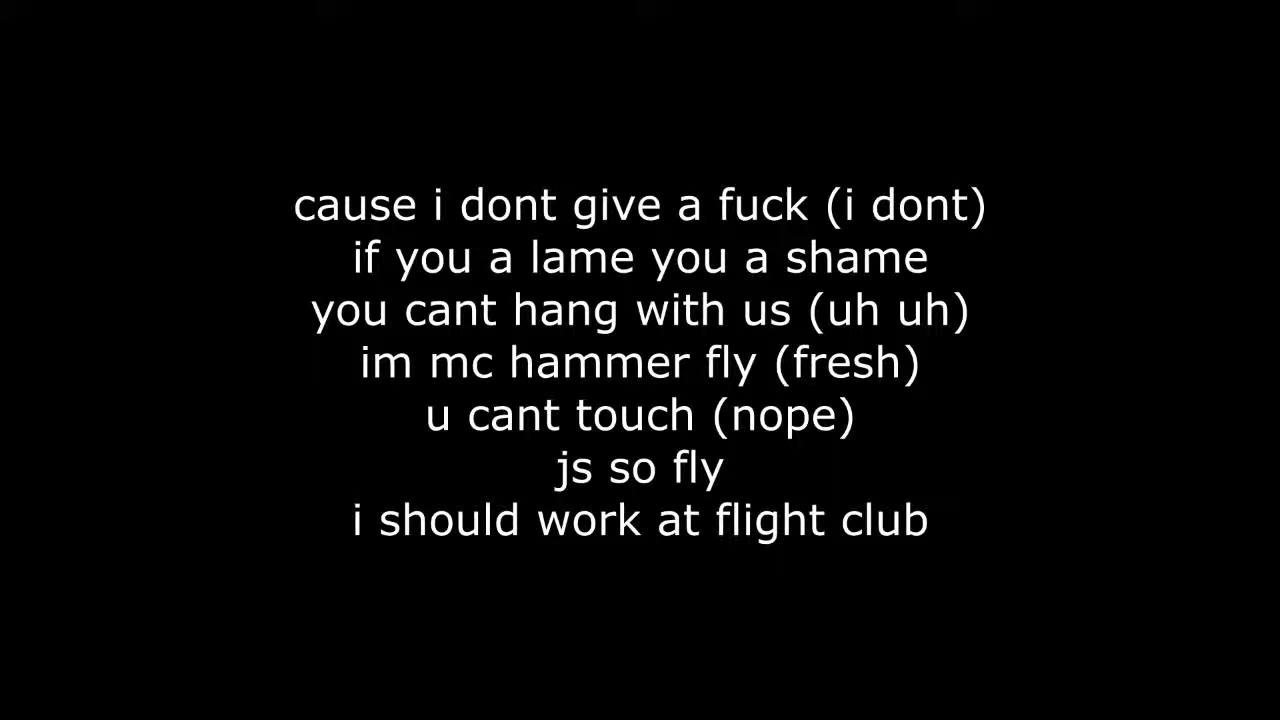 cause i dont give a fuck (i dont)
if you a lame you a shame
you cant hang with us (uh uh)
im mc hammer fly (fresh)
u cant touch (nope)
js so fly
i should work at flight club